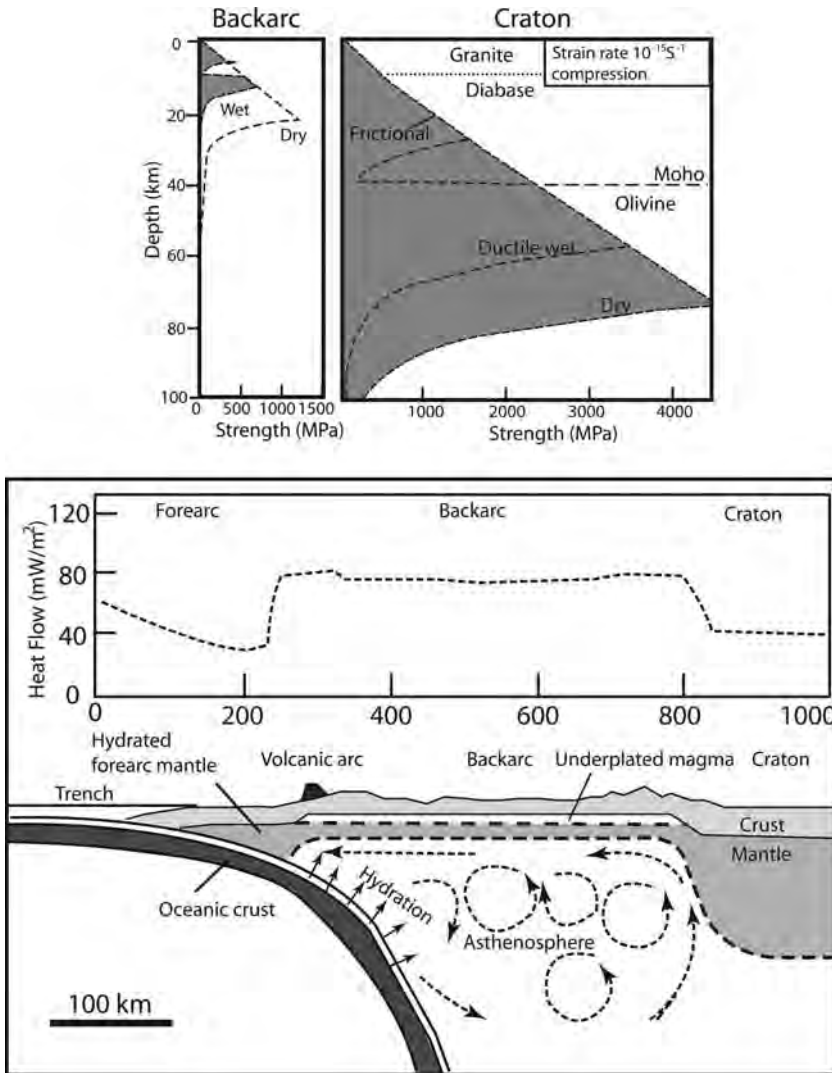 Backarc
Craton
Granite
Diabase
Strain rate 10⁻¹⁵S⁻¹
compression
Wet
Dry
Frictional
Moho
Olivine
Ductile wet
Dry
Depth (km)
0
20
40
60
80
100
0 500 1000 1500
Strength (MPa)
1000 2000 3000 4000
Strength (MPa)
Heat Flow (mW/m²)
120
80
40
0
Forearc
Backarc
Craton
0 200 400 600 800 1000
Hydrated
forearc mantle
Volcanic arc
Backarc
Underplated magma
Craton
Trench
Crust
Mantle
Hydration
Oceanic crust
Asthenosphere
100 km